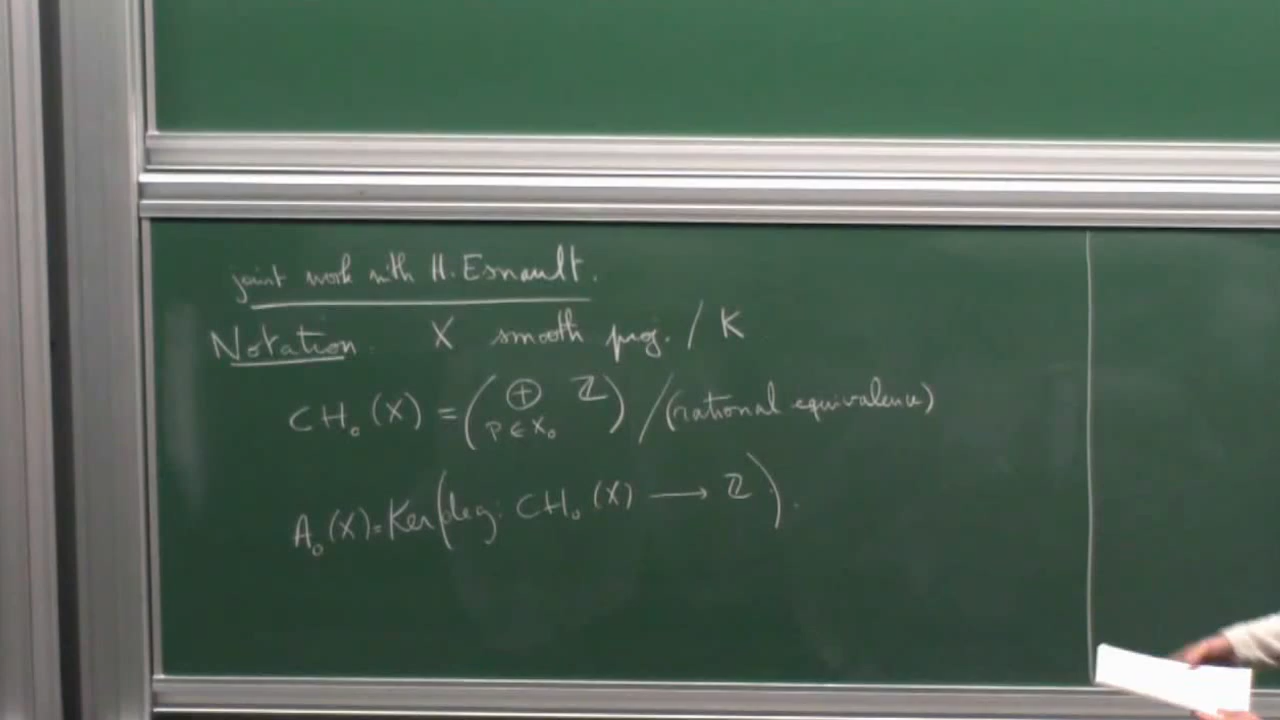 joint work with H. Esnault.
Notation: X smooth proj. / K
CH₀(X) = (⊕_{P∈X₀} ℤ) / (rational equivalence)
A₀(X) = Ker(deg: CH₀(X) ⟶ ℤ).